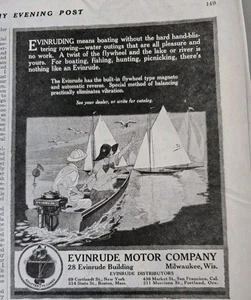 Y EVENING POST
149
EVINRUDING means boating without the hard hand-blis-
tering rowing—water outings that are all pleasure and
no work. A twist of the flywheel and the lake or river is
yours. For boating, fishing, hunting, picnicking, there's
nothing like an Evinrude.
The Evinrude has the built-in flywheel type magneto
and automatic reverse. Special method of balancing
practically eliminates vibration.
See your dealer, or write for catalog.
EVINRUDE MOTOR COMPANY
28 Evinrude Building Milwaukee, Wis.
EVINRUDE DISTRIBUTORS
69 Cortlandt St., New York
214 State St., Boston, Mass.
436 Market St., San Francisco, Cal.
211 Morrison St., Portland, Ore.